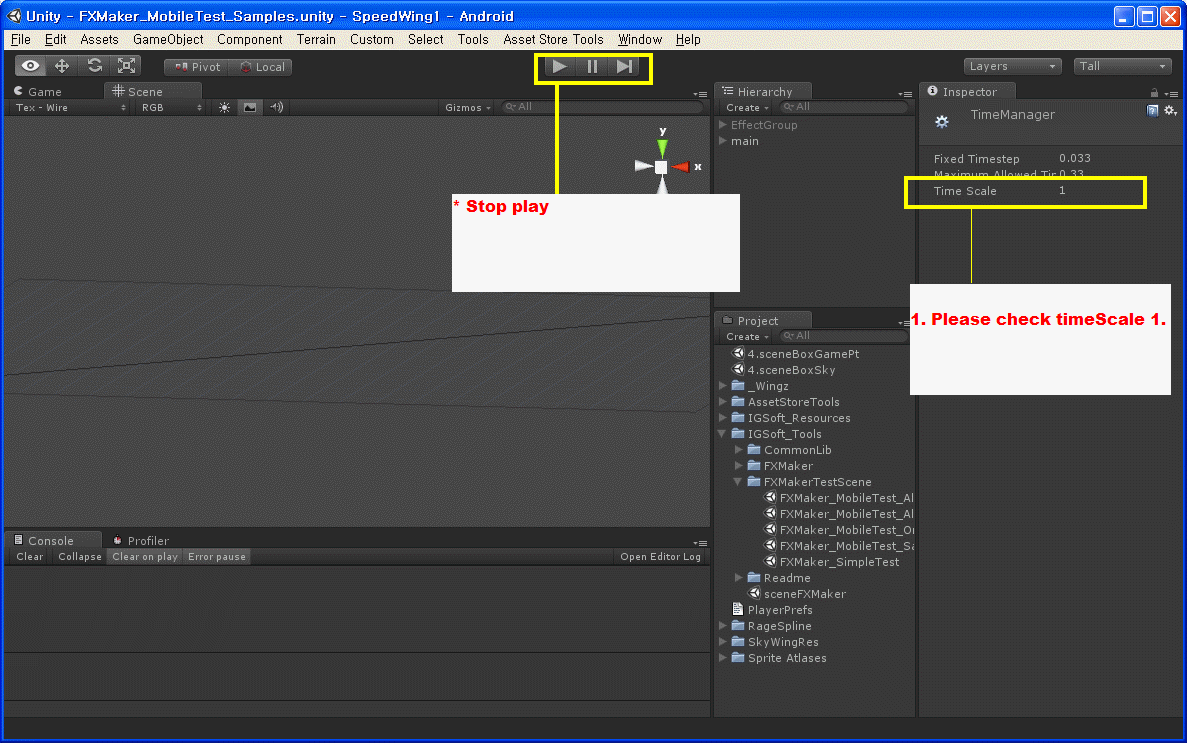 Unity - FXMaker_MobileTest_Samples.unity - SpeedWing1 - Android
File Edit Assets GameObject Component Terrain Custom Select Tools Asset Store Tools Window Help
Pivot Local Layers Tall
Game Scene
Tex - Wire RGB Gizmos All
y
x
* Stop play
Hierarchy
Create All
EffectGroup
main
Inspector
TimeManager
Fixed Timestep 0.033
Maximum Allowed Tir 0.33
Time Scale 1
1. Please check timeScale 1.
Project
Create All
4.sceneBoxGamePt
4.sceneBoxSky
_Wingz
AssetStoreTools
IGSoft_Resources
IGSoft_Tools
CommonLib
FXMaker
FXMakerTestScene
FXMaker_MobileTest_Al
FXMaker_MobileTest_Al
FXMaker_MobileTest_Or
FXMaker_MobileTest_Sa
FXMaker_SimpleTest
Readme
sceneFXMaker
PlayerPrefs
RageSpline
SkyWingRes
Sprite Atlases
Console Profiler
Clear Collapse Clear on play Error pause Open Editor Log